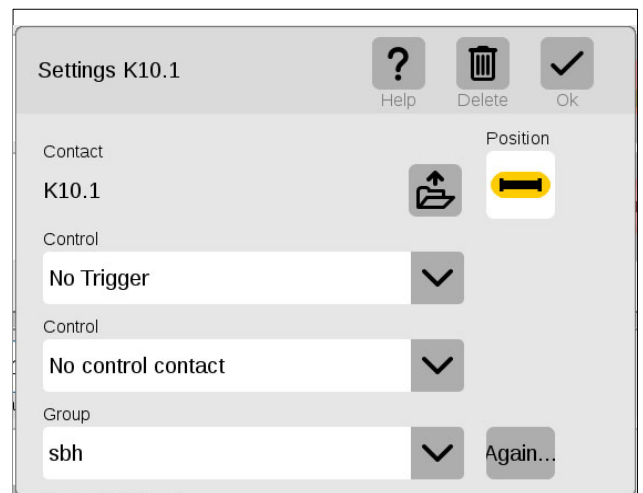 Settings K10.1
?
Help Delete Ok
Contact
Position
K10.1
Control
No Trigger
Control
No control contact
Group
sbh
Again...